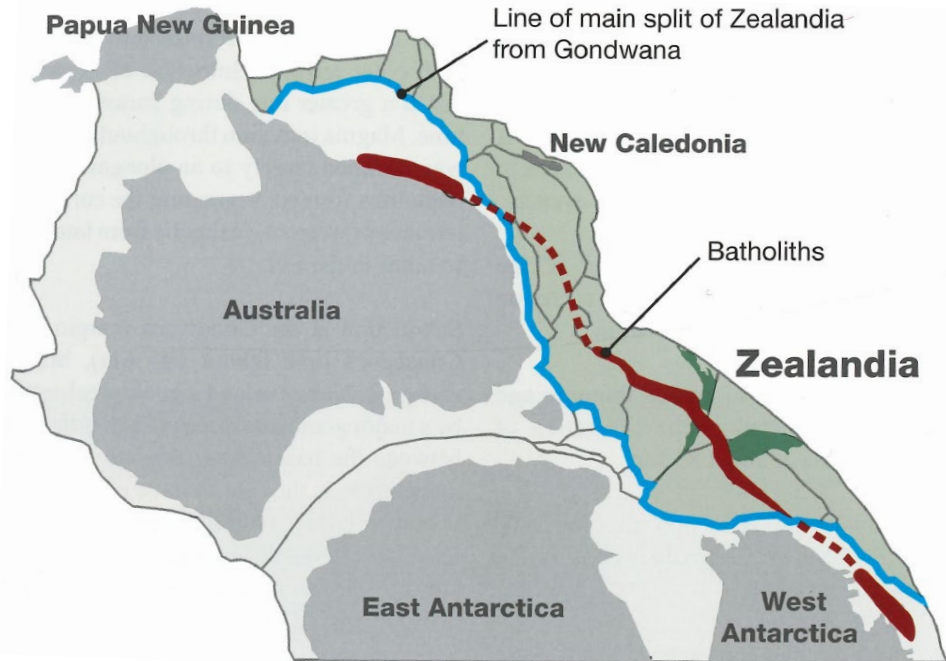 Papua New Guinea
Line of main split of Zealandia
from Gondwana
New Caledonia
Batholiths
Australia
Zealandia
East Antarctica
West
Antarctica